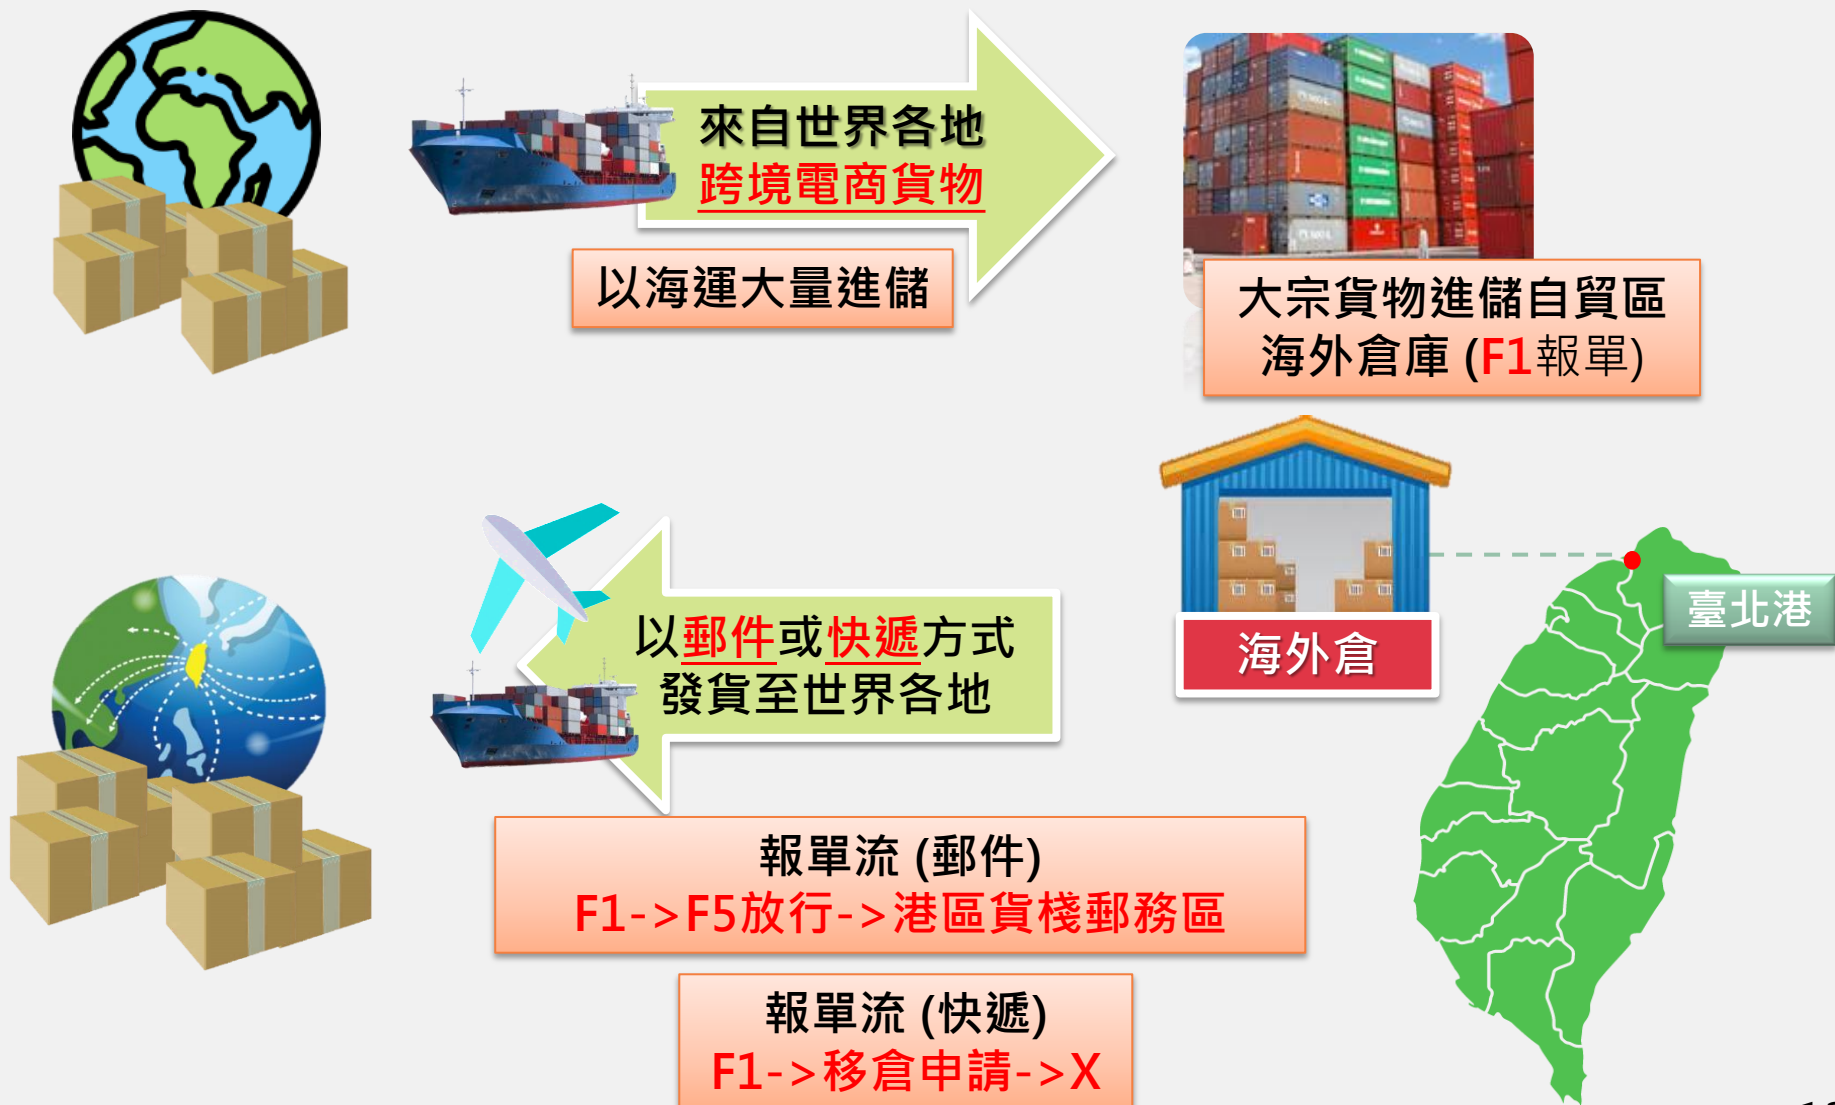 來自世界各地
跨境電商貨物
以海運大量進儲
大宗貨物進儲自貿區
海外倉庫 (F1報單)
海外倉
臺北港
以郵件或快遞方式
發貨至世界各地
報單流 (郵件)
F1->F5放行->港區貨棧郵務區
報單流 (快遞)
F1->移倉申請->X